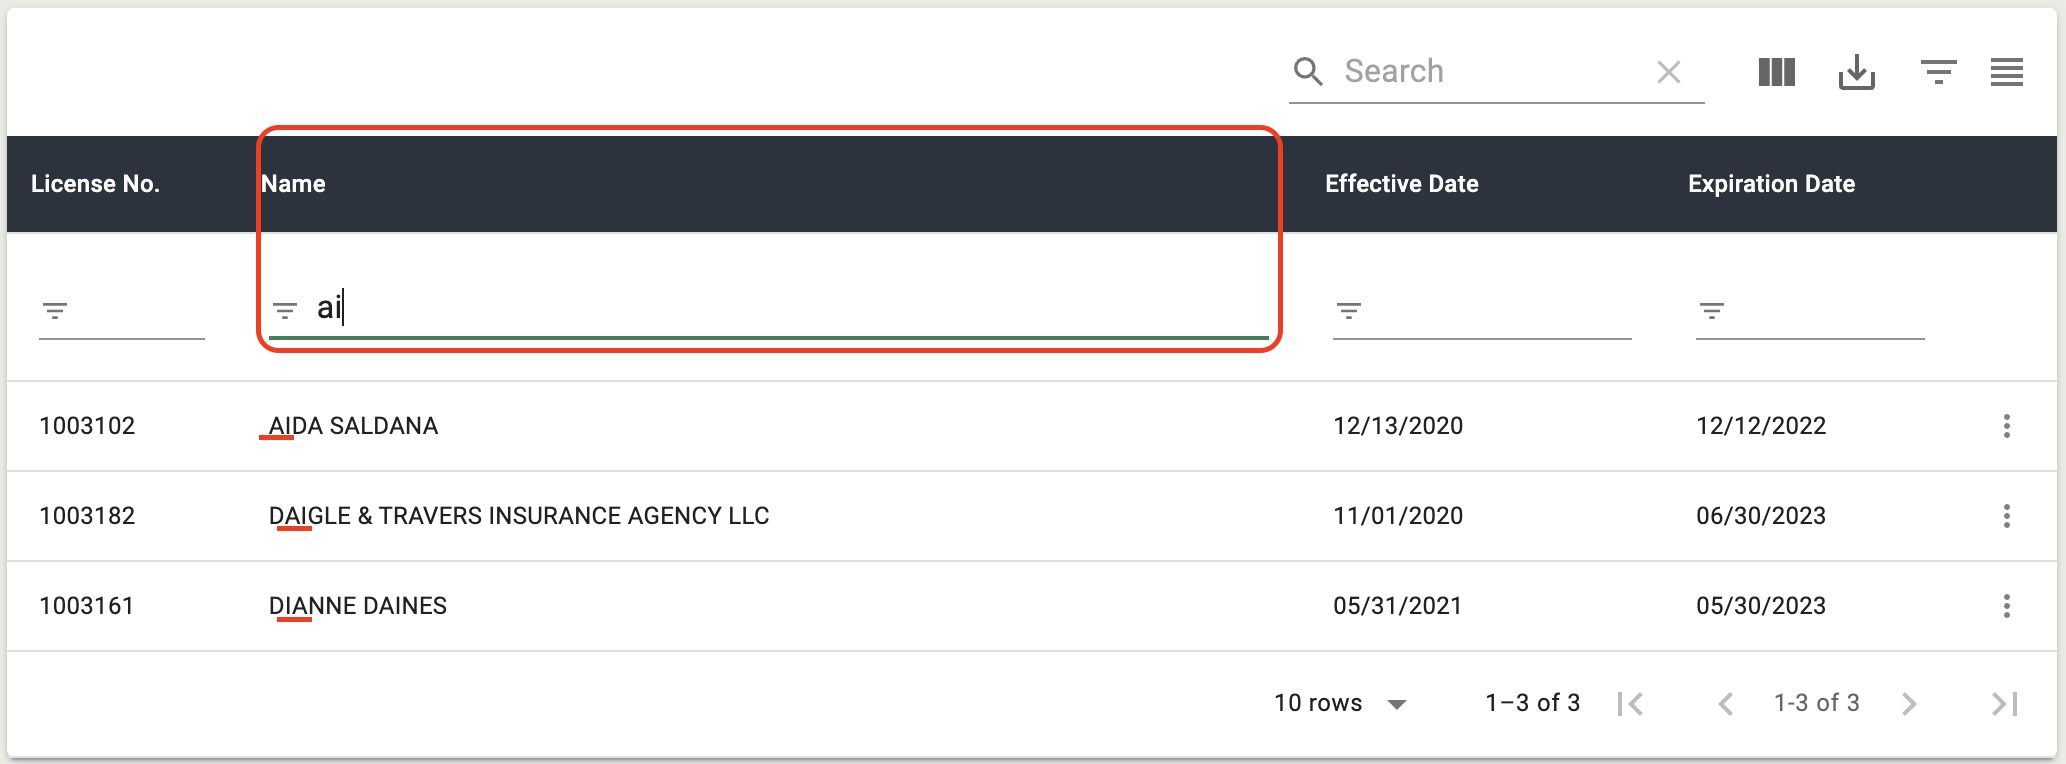 Search
License No. Name Effective Date Expiration Date
ai
1003102 AIDA SALDANA 12/13/2020 12/12/2022
1003182 DAIGLE & TRAVERS INSURANCE AGENCY LLC 11/01/2020 06/30/2023
1003161 DIANNE DAINES 05/31/2021 05/30/2023
10 rows 1–3 of 3 1-3 of 3